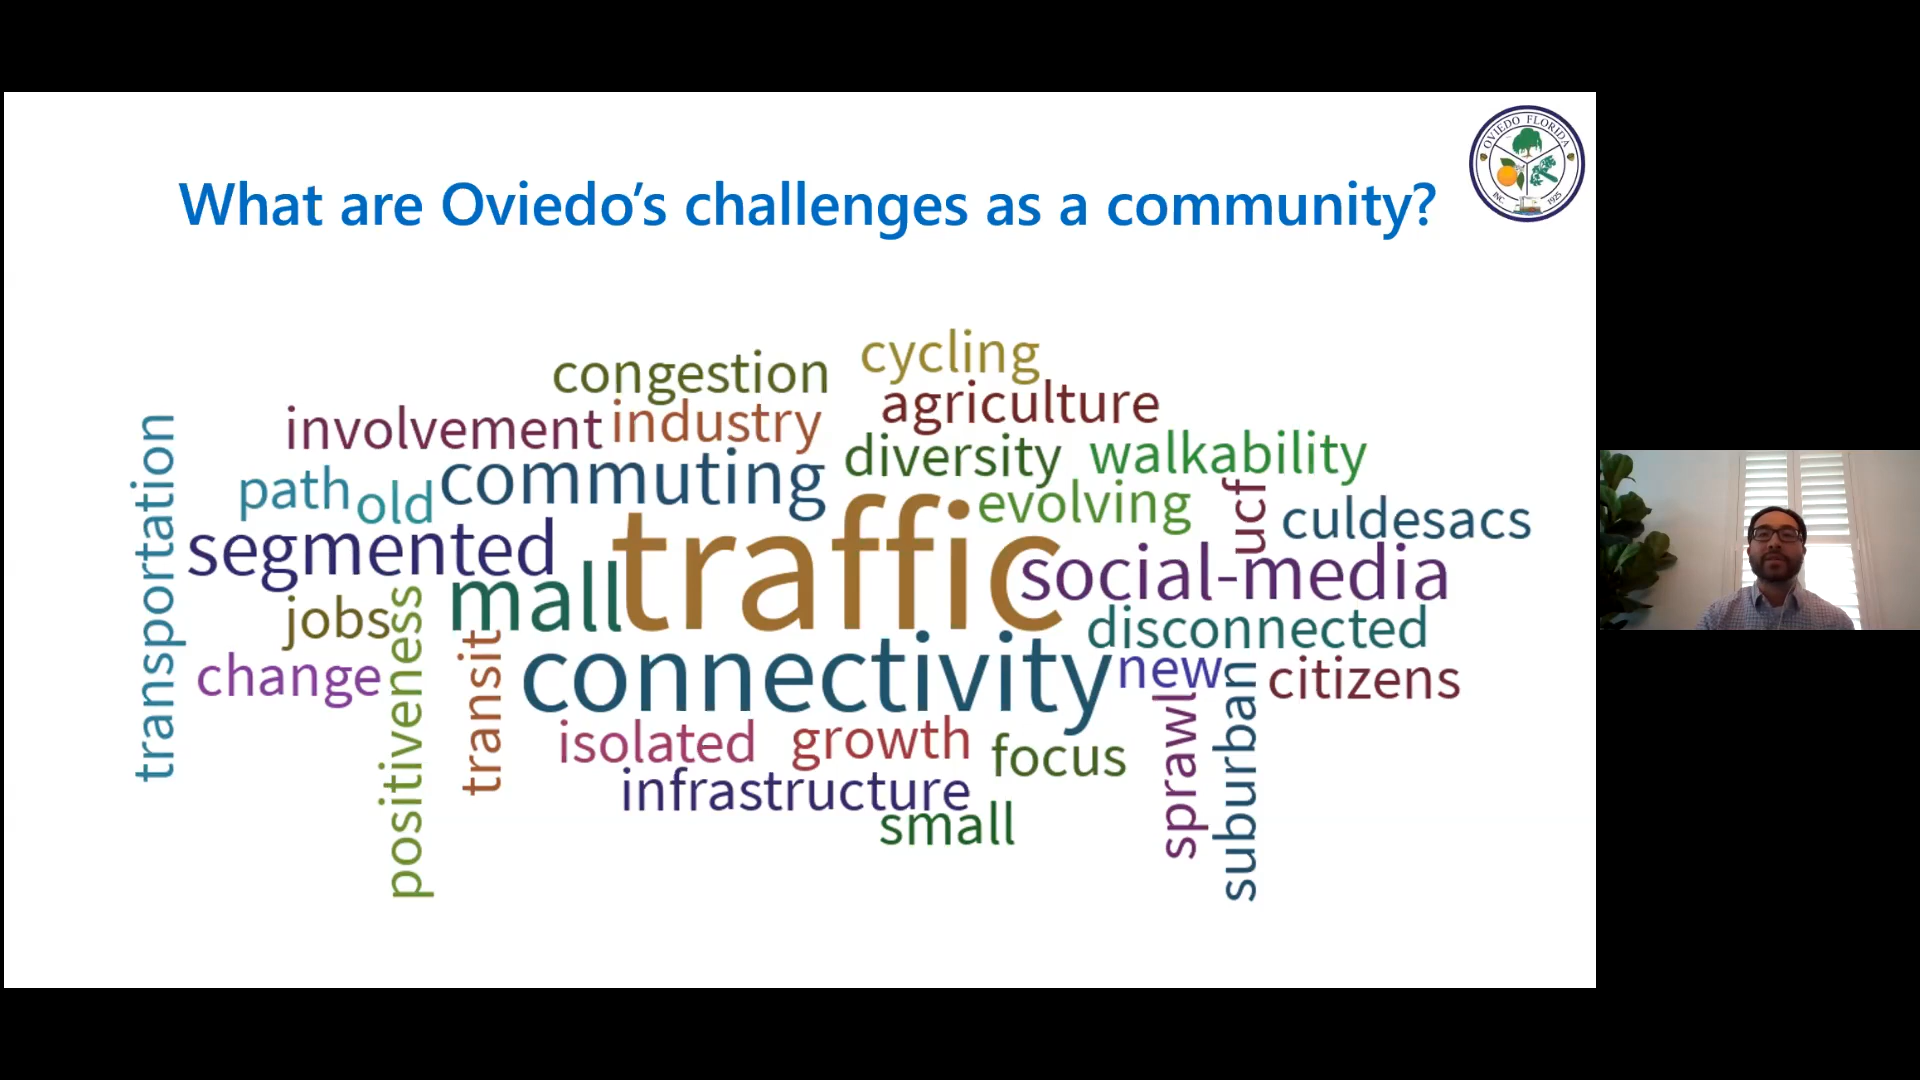 OVIEDO FLORIDA
INC. 1925
What are Oviedo's challenges as a community?
cycling
congestion
agriculture
involvement
industry
diversity
walkability
transportation
path
old
commuting
evolving
ucf
culdesacs
segmented
traffic
social-media
mall
jobs
disconnected
positiveness
transit
change
connectivity
new
citizens
isolated
growth
focus
sprawl
suburban
infrastructure
small